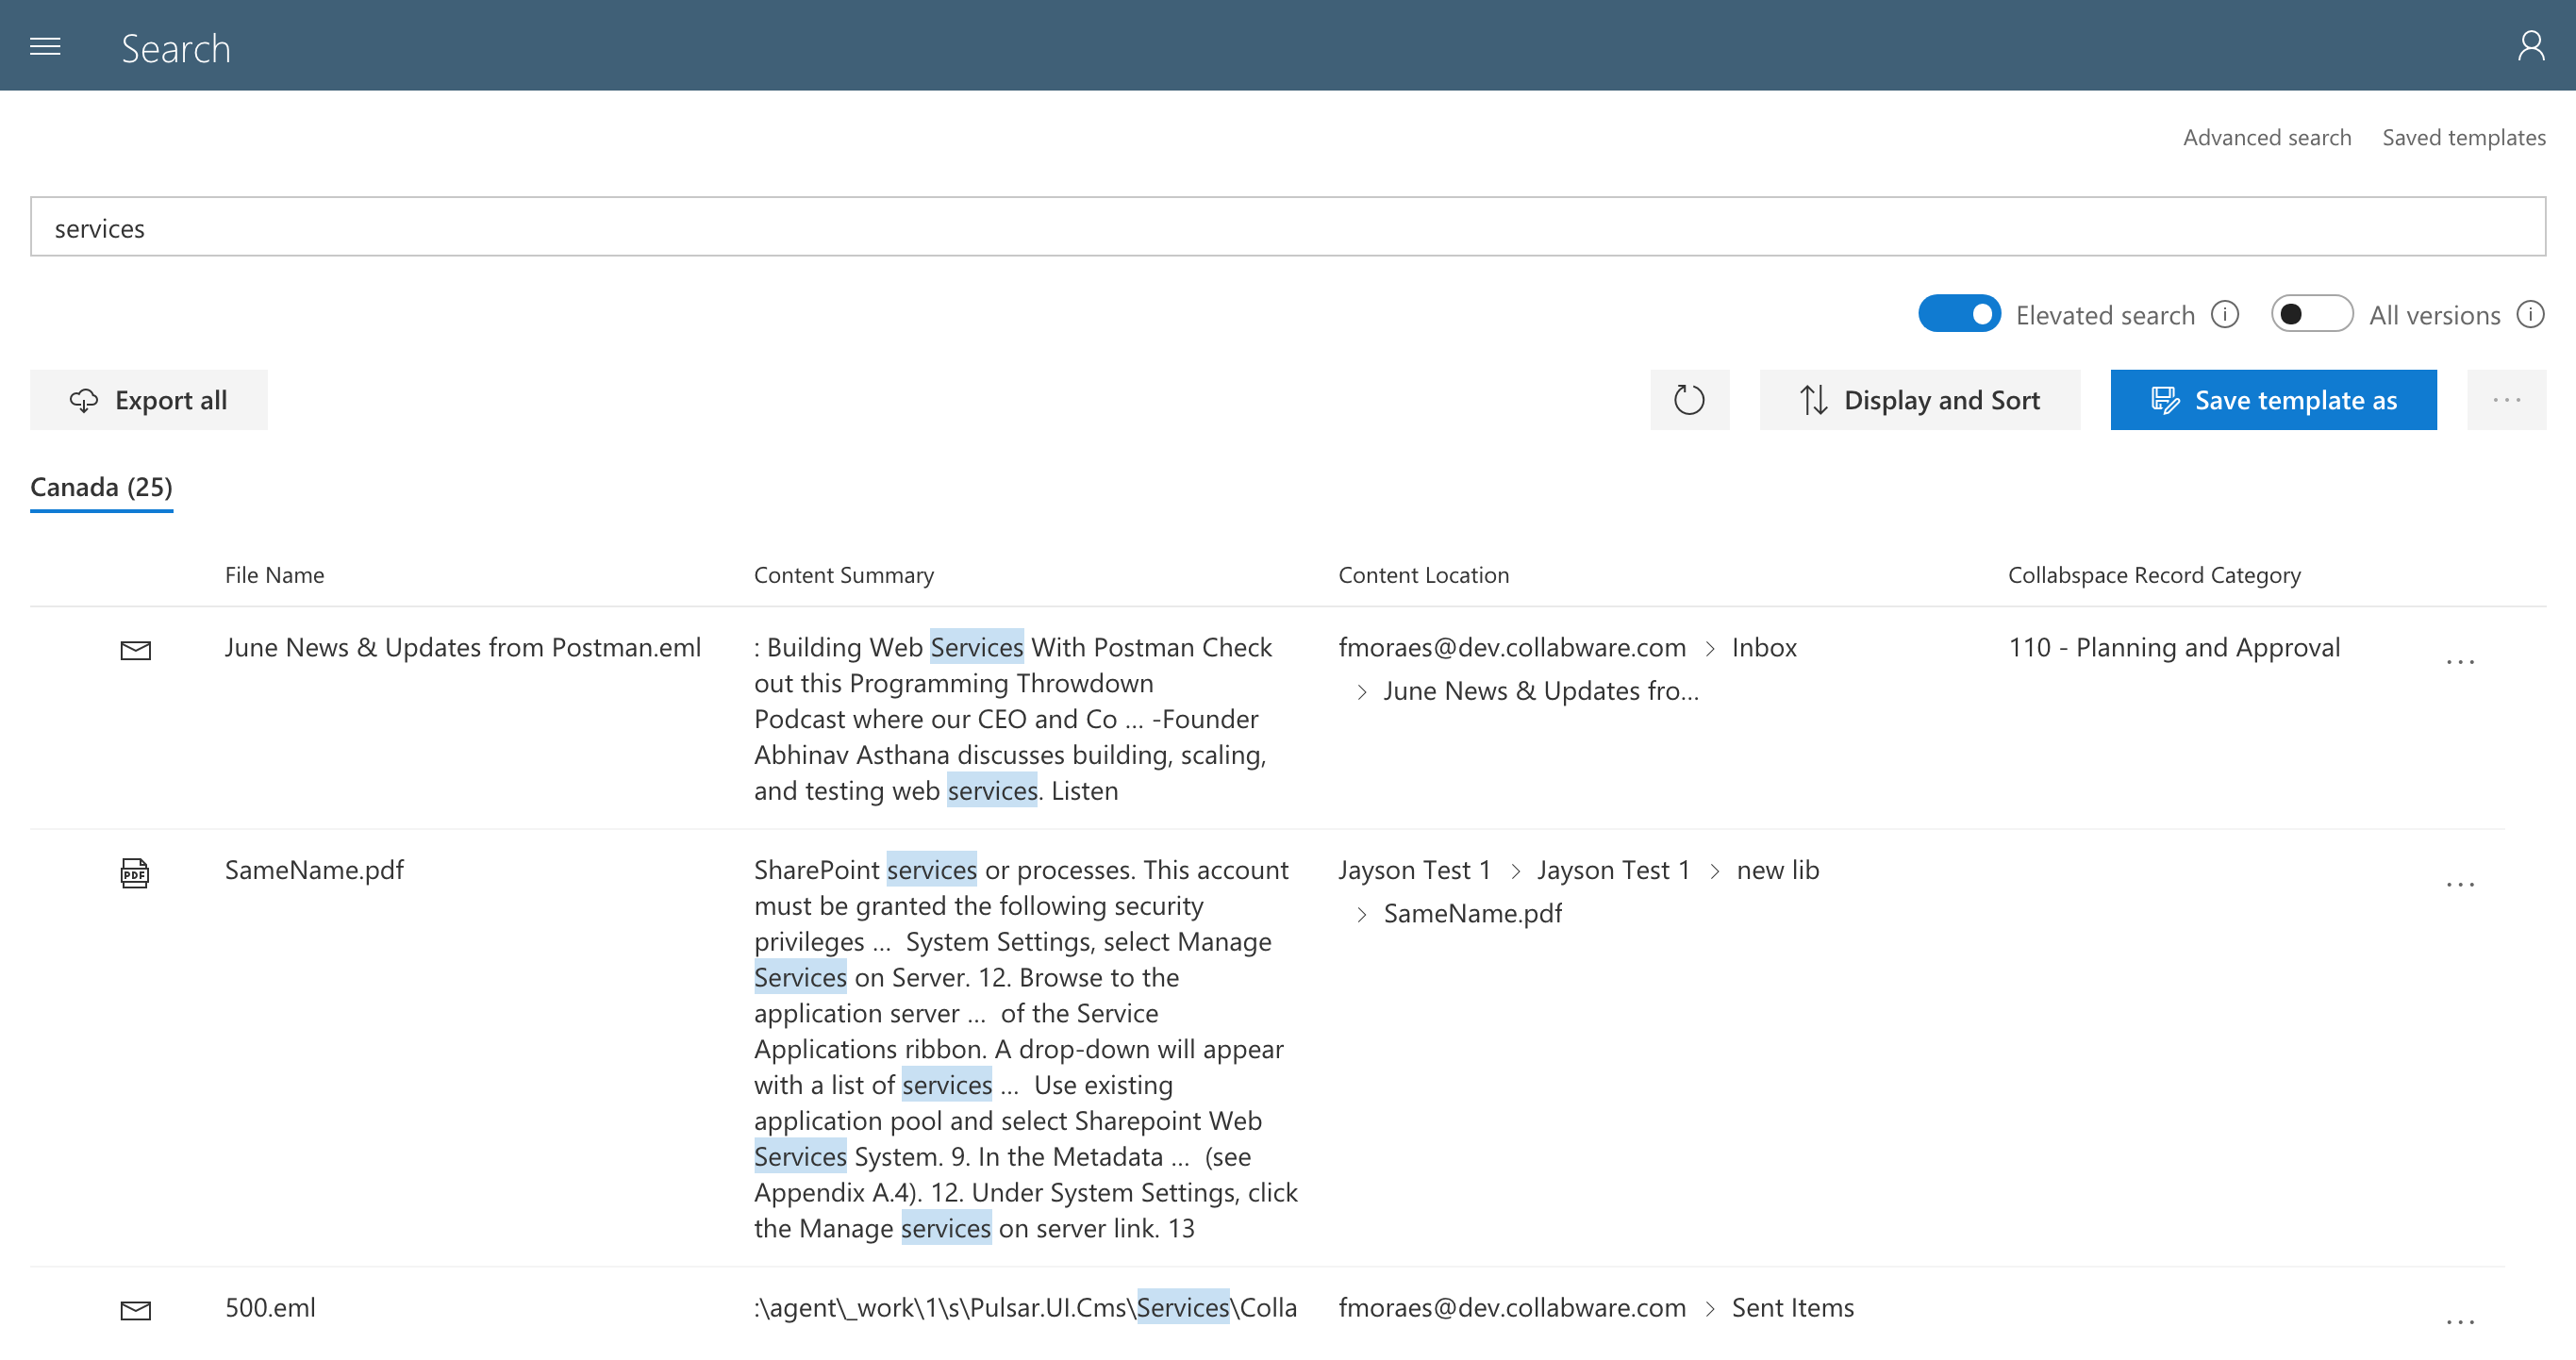 Search
Advanced search Saved templates
services
Elevated search All versions
Export all Display and Sort Save template as ...
Canada (25)
File Name Content Summary Content Location Collabspace Record Category
June News & Updates from Postman.eml
: Building Web Services With Postman Check
out this Programming Throwdown
Podcast where our CEO and Co ... -Founder
Abhinav Asthana discusses building, scaling,
and testing web services. Listen
fmoraes@dev.collabware.com > Inbox
> June News & Updates fro...
110 - Planning and Approval
...
PDF
SameName.pdf
SharePoint services or processes. This account
must be granted the following security
privileges ... System Settings, select Manage
Services on Server. 12. Browse to the
application server ... of the Service
Applications ribbon. A drop-down will appear
with a list of services ... Use existing
application pool and select Sharepoint Web
Services System. 9. In the Metadata ... (see
Appendix A.4). 12. Under System Settings, click
the Manage services on server link. 13
Jayson Test 1 > Jayson Test 1 > new lib
> SameName.pdf
...
500.eml
:\agent\_work\1\s\Pulsar.UI.Cms\Services\Colla
fmoraes@dev.collabware.com > Sent Items
...